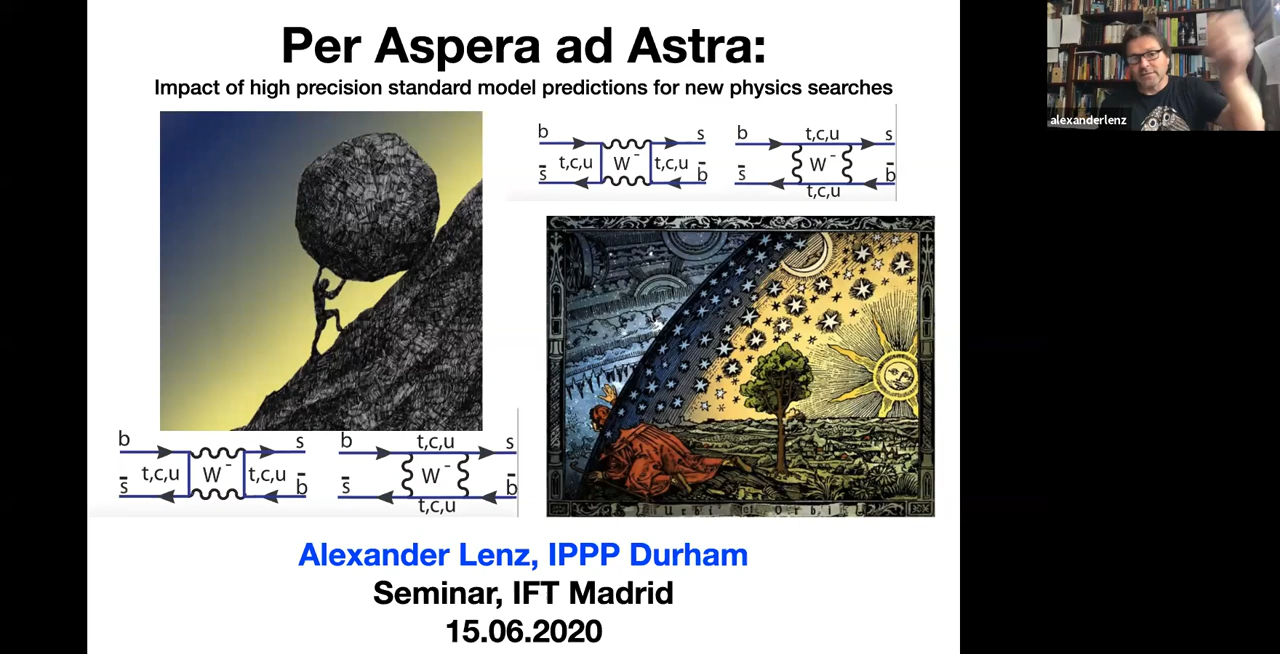 Per Aspera ad Astra:
Impact of high precision standard model predictions for new physics searches
alexanderlenz
b s b t,c,u s
s̄ t,c,u W⁻ t,c,u b̄ s̄ W⁻ b̄
t,c,u
b s b t,c,u s
s̄ t,c,u W⁻ t,c,u b̄ s̄ W⁻ b̄
t,c,u
Alexander Lenz, IPPP Durham
Seminar, IFT Madrid
15.06.2020